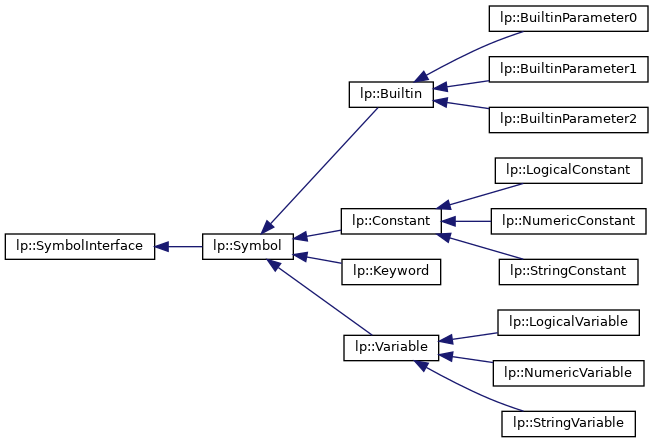 lp::BuiltinParameter0
lp::BuiltinParameter1
lp::Builtin
lp::BuiltinParameter2
lp::LogicalConstant
lp::Constant
lp::NumericConstant
lp::SymbolInterface
lp::Symbol
lp::Keyword
lp::StringConstant
lp::LogicalVariable
lp::Variable
lp::NumericVariable
lp::StringVariable